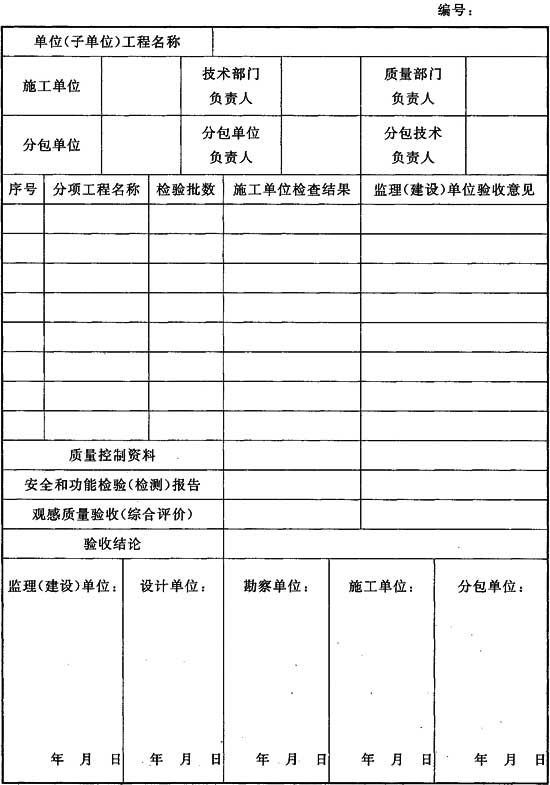 编号：
单位(子单位)工程名称
施工单位 技术部门负责人 质量部门负责人
分包单位 分包单位负责人 分包技术负责人
序号 分项工程名称 检验批数 施工单位检查结果 监理(建设)单位验收意见
质量控制资料
安全和功能检验(检测)报告
观感质量验收(综合评价)
验收结论
监理(建设)单位： 设计单位： 勘察单位： 施工单位： 分包单位：
年 月 日 年 月 日 年 月 日 年 月 日 年 月 日